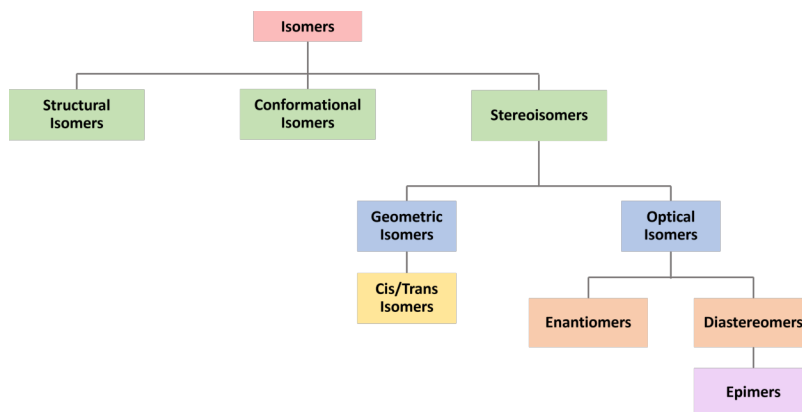 Isomers
Structural
Isomers
Conformational
Isomers
Stereoisomers
Geometric
Isomers
Optical
Isomers
Cis/Trans
Isomers
Enantiomers
Diastereomers
Epimers